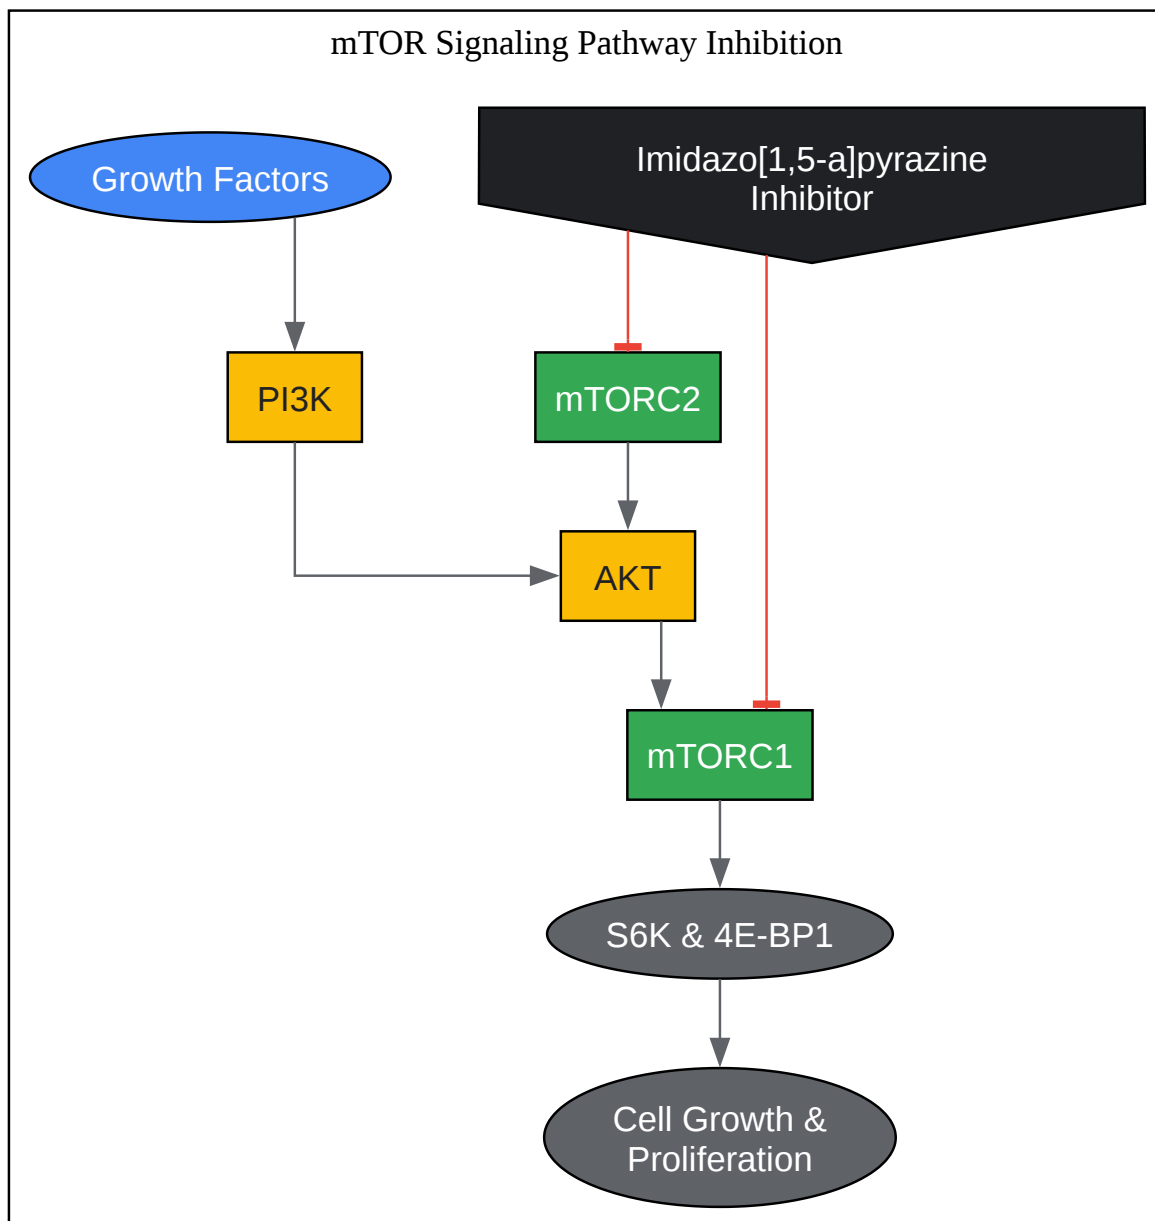 mTOR Signaling Pathway Inhibition
Growth Factors
Imidazo[1,5-a]pyrazine
Inhibitor
PI3K
mTORC2
AKT
mTORC1
S6K & 4E-BP1
Cell Growth &
Proliferation